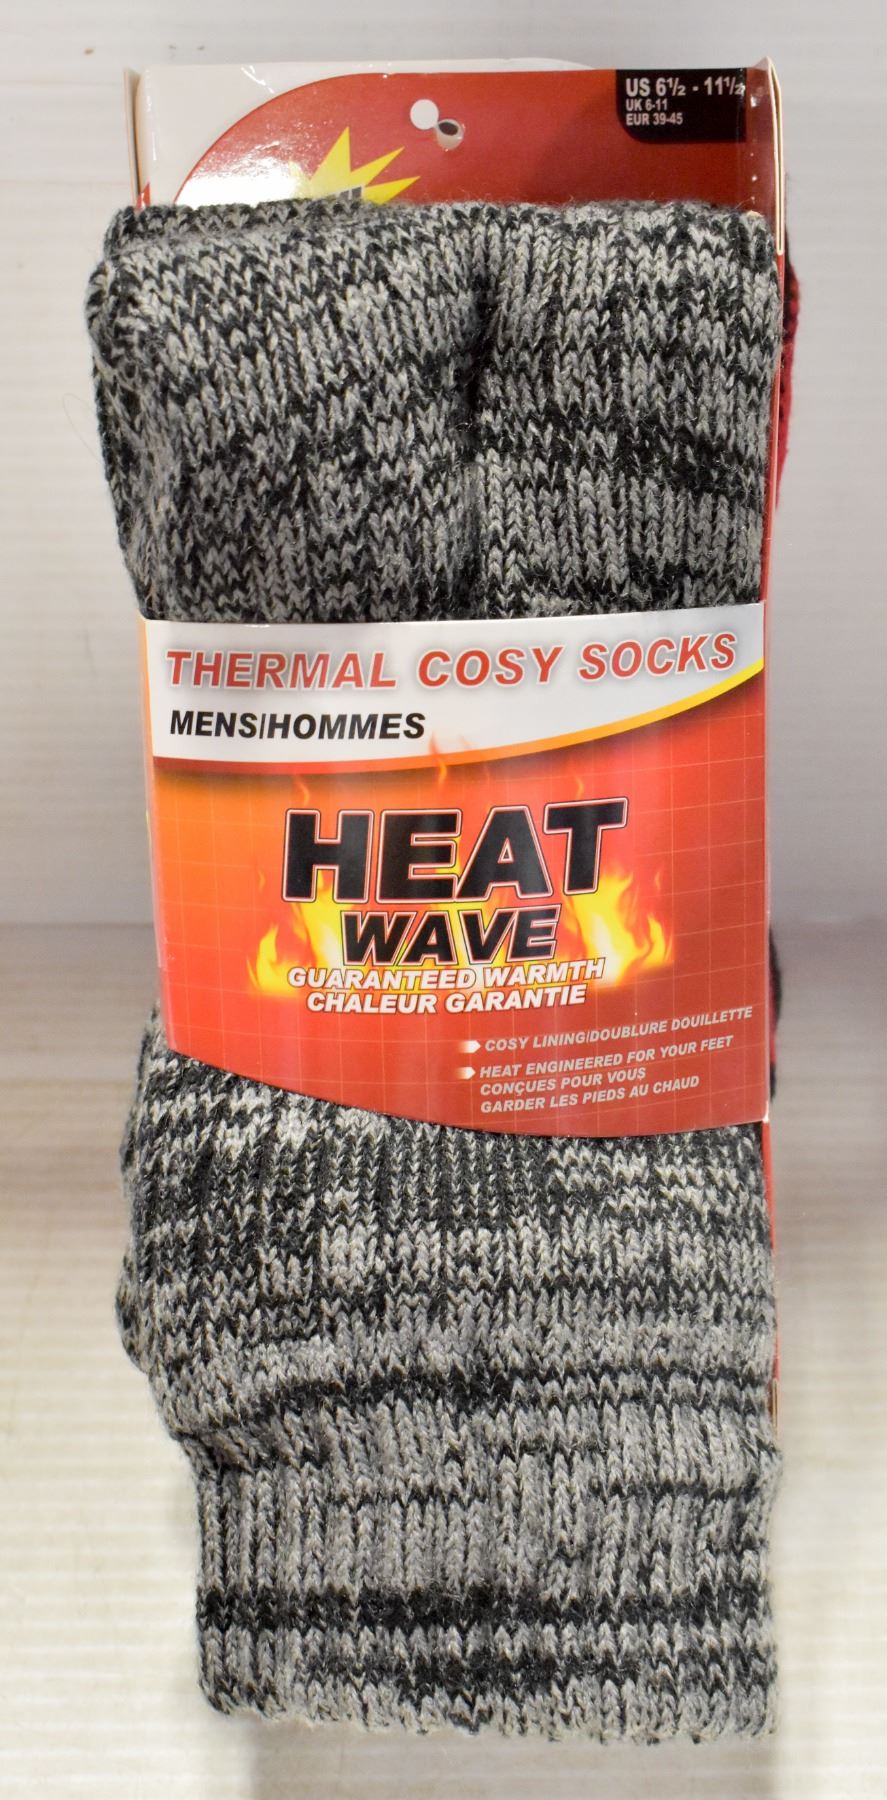 US 6½ - 11½
UK 6-11
EUR 39-45
THERMAL COSY SOCKS
MENS/HOMMES
HEAT
WAVE
GUARANTEED WARMTH
CHALEUR GARANTIE
COSY LINING/DOUBLURE DOUILLETTE
HEAT ENGINEERED FOR YOUR FEET
CONÇUES POUR VOUS
GARDER LES PIEDS AU CHAUD